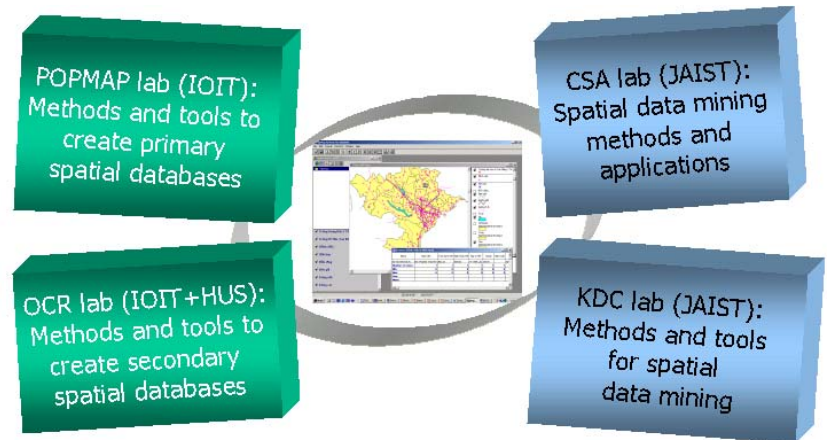 POPMAP lab (IOIT):
Methods and tools to
create primary
spatial databases
CSA lab (JAIST):
Spatial data mining
methods and
applications
OCR lab (IOIT+HUS):
Methods and tools to
create secondary
spatial databases
KDC lab (JAIST):
Methods and tools
for spatial
data mining